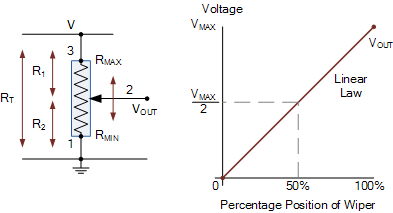 V
3
R₁
RMAX
RT
2
VOUT
R₂
1
RMIN
Voltage
VMAX
VOUT
Linear
Law
VMAX
2
0
50%
100%
Percentage Position of Wiper